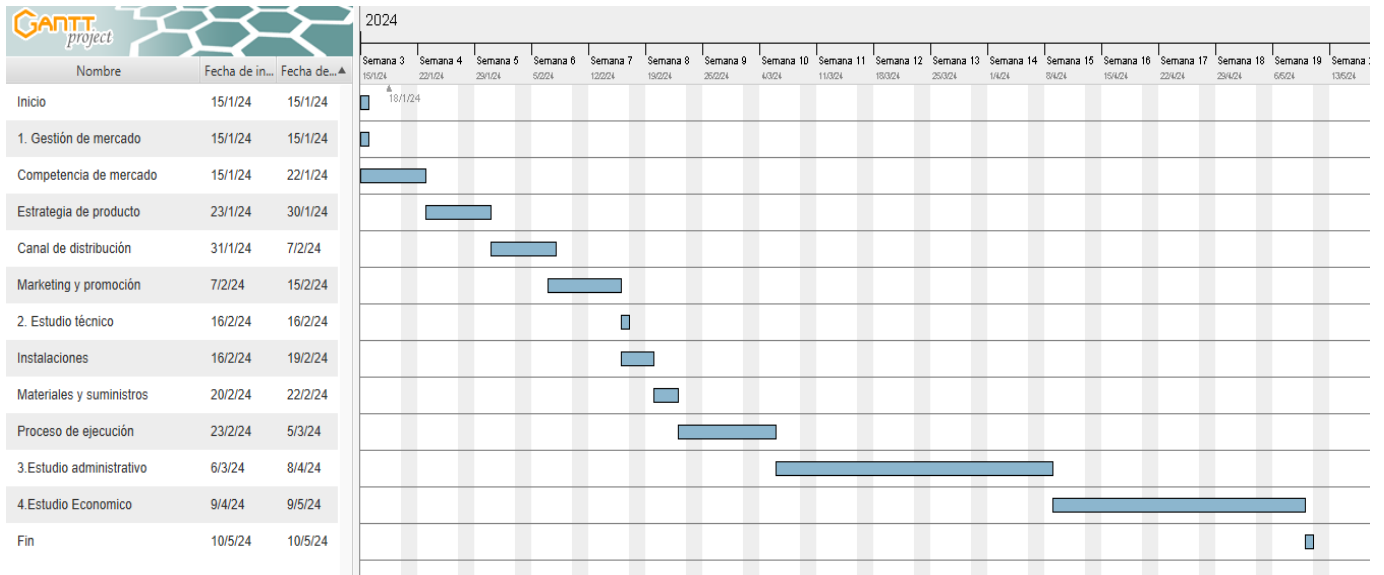 GANTT
project
2024
Nombre Fecha de in... Fecha de...
Semana 3 Semana 4 Semana 5 Semana 6 Semana 7 Semana 8 Semana 9 Semana 10 Semana 11 Semana 12 Semana 13 Semana 14 Semana 15 Semana 16 Semana 17 Semana 18 Semana 19 Semana
15/1/24 22/1/24 29/1/24 5/2/24 12/2/24 19/2/24 26/2/24 4/3/24 11/3/24 18/3/24 25/3/24 1/4/24 8/4/24 15/4/24 22/4/24 29/4/24 6/5/24 13/5/24
18/1/24
Inicio 15/1/24 15/1/24
1. Gestión de mercado 15/1/24 15/1/24
Competencia de mercado 15/1/24 22/1/24
Estrategia de producto 23/1/24 30/1/24
Canal de distribución 31/1/24 7/2/24
Marketing y promoción 7/2/24 15/2/24
2. Estudio técnico 16/2/24 16/2/24
Instalaciones 16/2/24 19/2/24
Materiales y suministros 20/2/24 22/2/24
Proceso de ejecución 23/2/24 5/3/24
3.Estudio administrativo 6/3/24 8/4/24
4.Estudio Economico 9/4/24 9/5/24
Fin 10/5/24 10/5/24